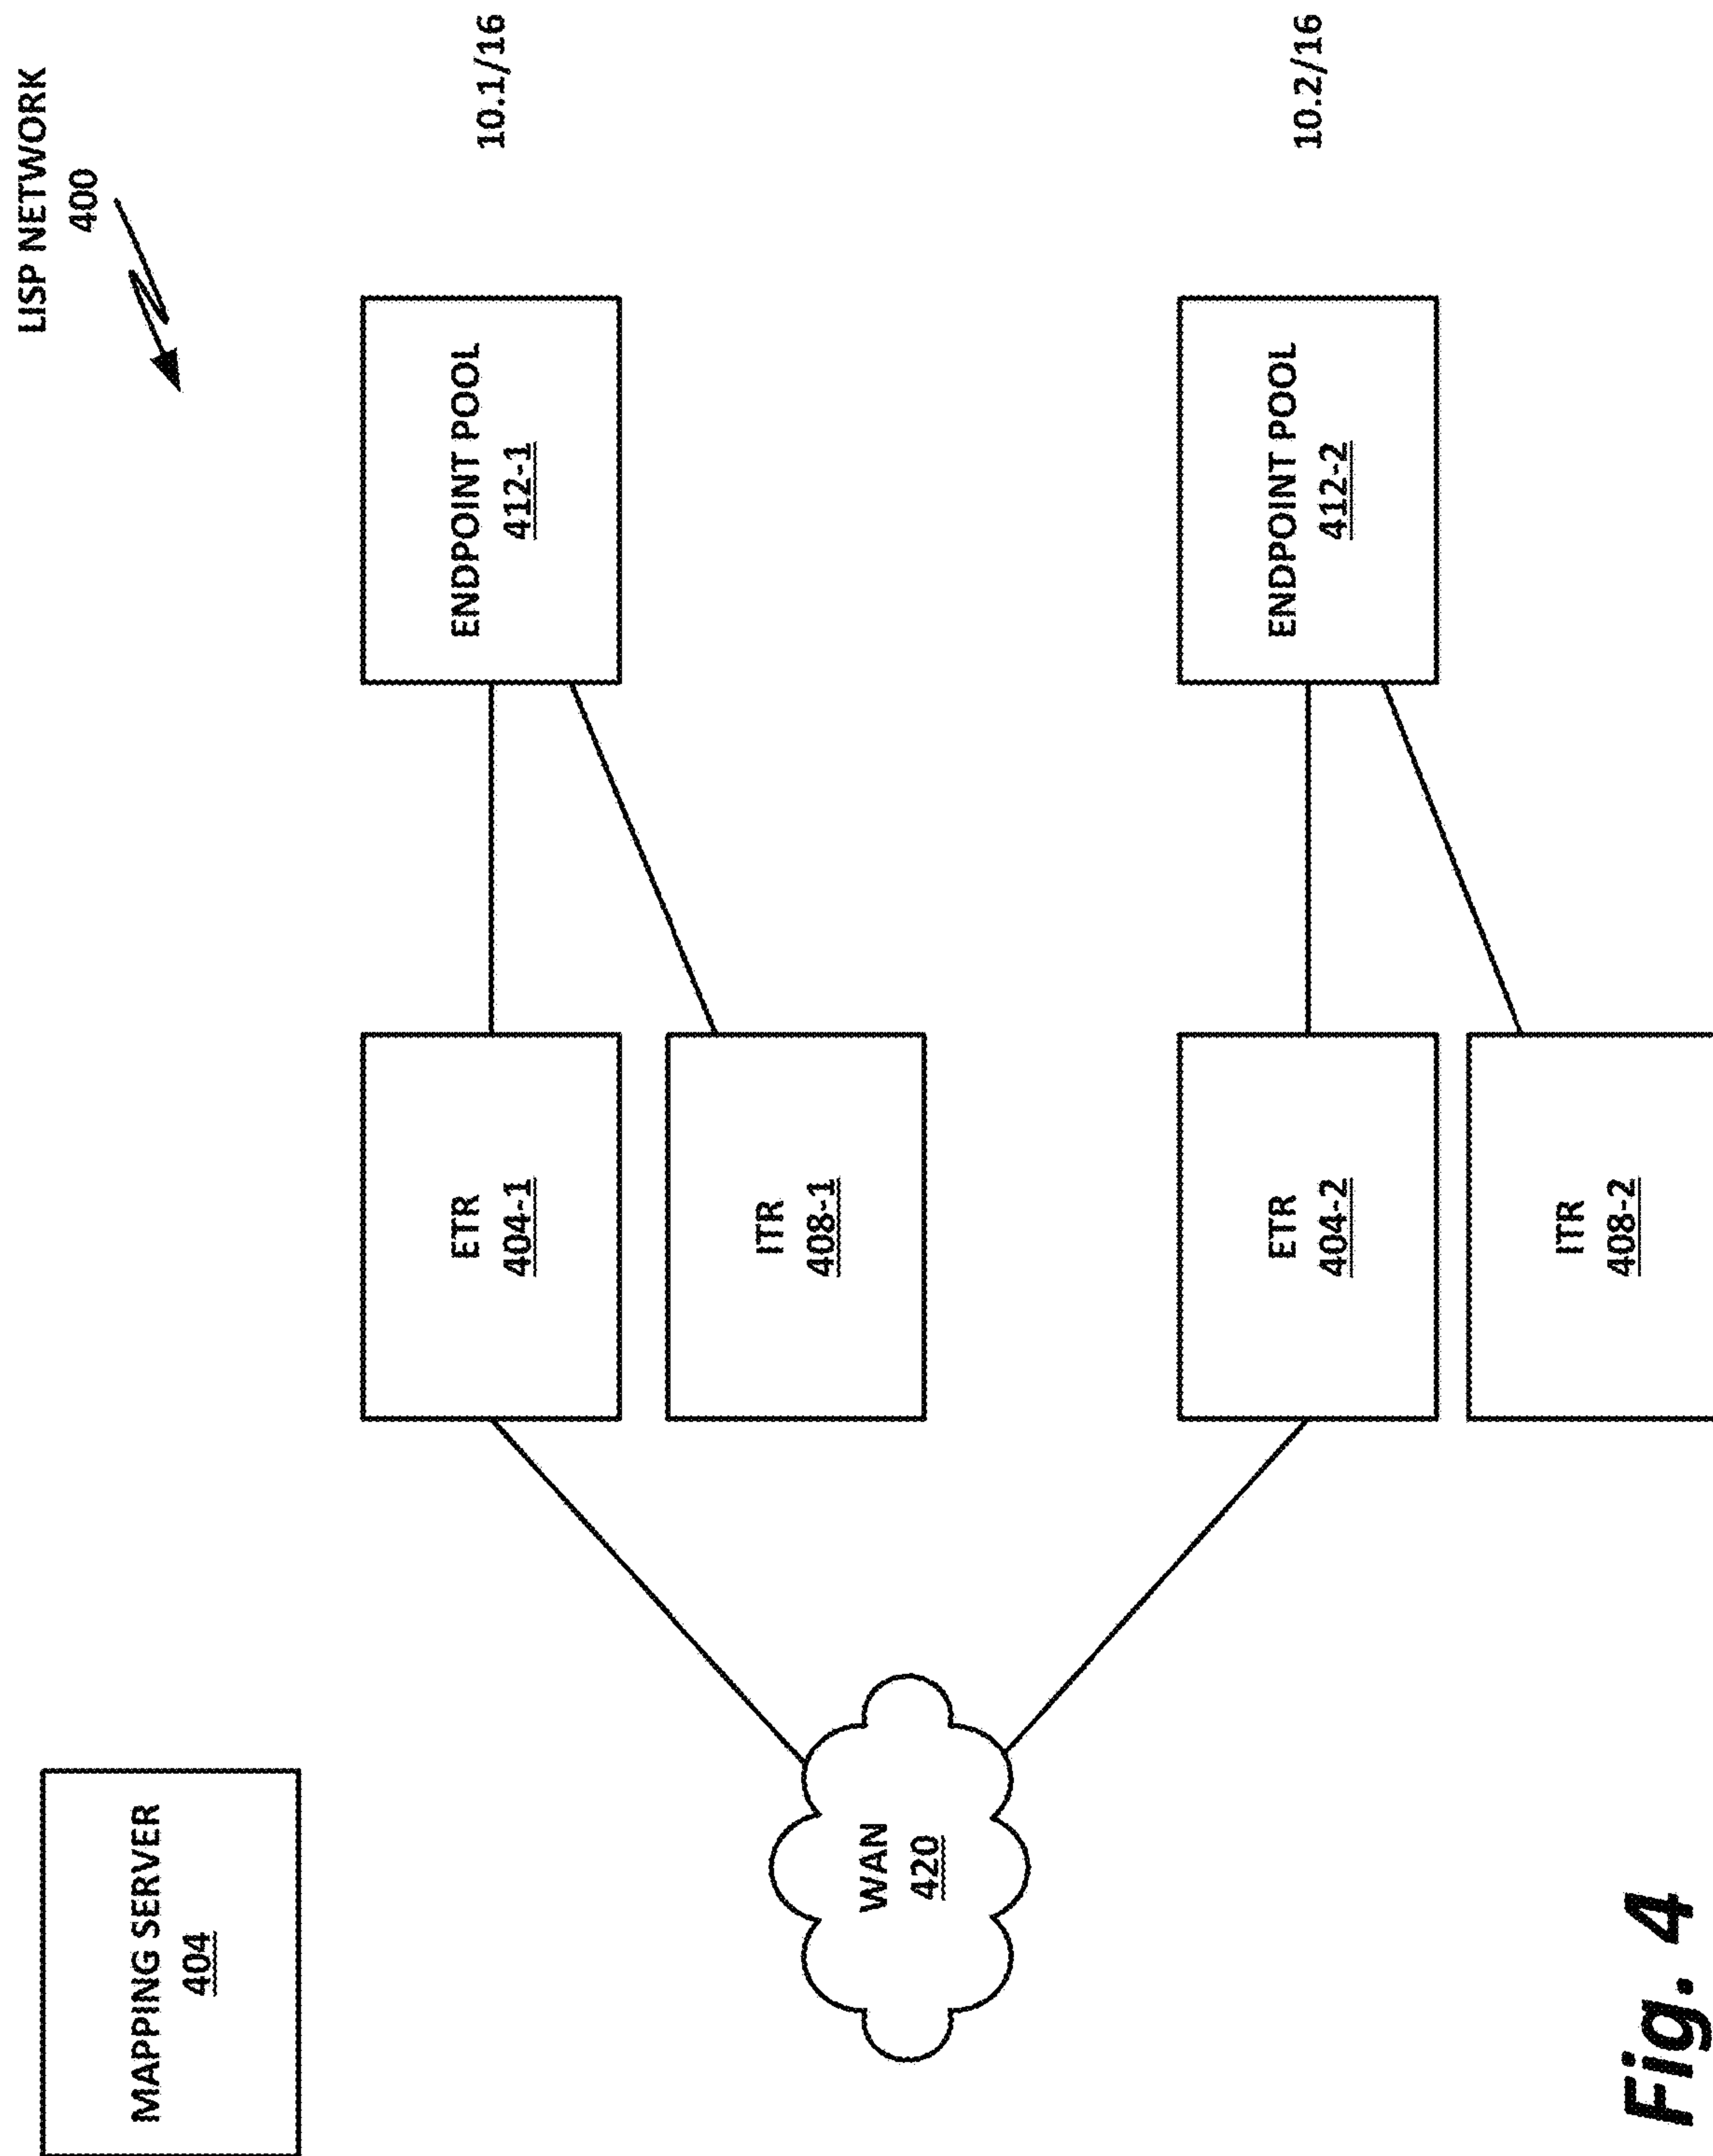 LISP NETWORK
400
MAPPING SERVER
404
ETR
404-1
ENDPOINT POOL
412-1
10.1/16
ITR
408-1
WAN
420
ETR
404-2
ENDPOINT POOL
412-2
10.2/16
ITR
408-2
Fig. 4